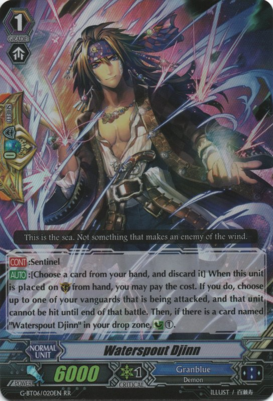 1
This is the sea. Not something that makes an enemy of the wind.
CONT:Sentinel
AUTO:[Choose a card from your hand, and discard it] When this unit
is placed on from hand, you may pay the cost. If you do, choose
up to one of your vanguards that is being attacked, and that unit
cannot be hit until end of that battle. Then, if there is a card named
"Waterspout Djinn" in your drop zone, ①.
NORMAL
UNIT
Waterspout Djinn
POWER
6000
1
CRITICAL
Granblue
Demon
G-BT06/020EN RR
ILLUST /